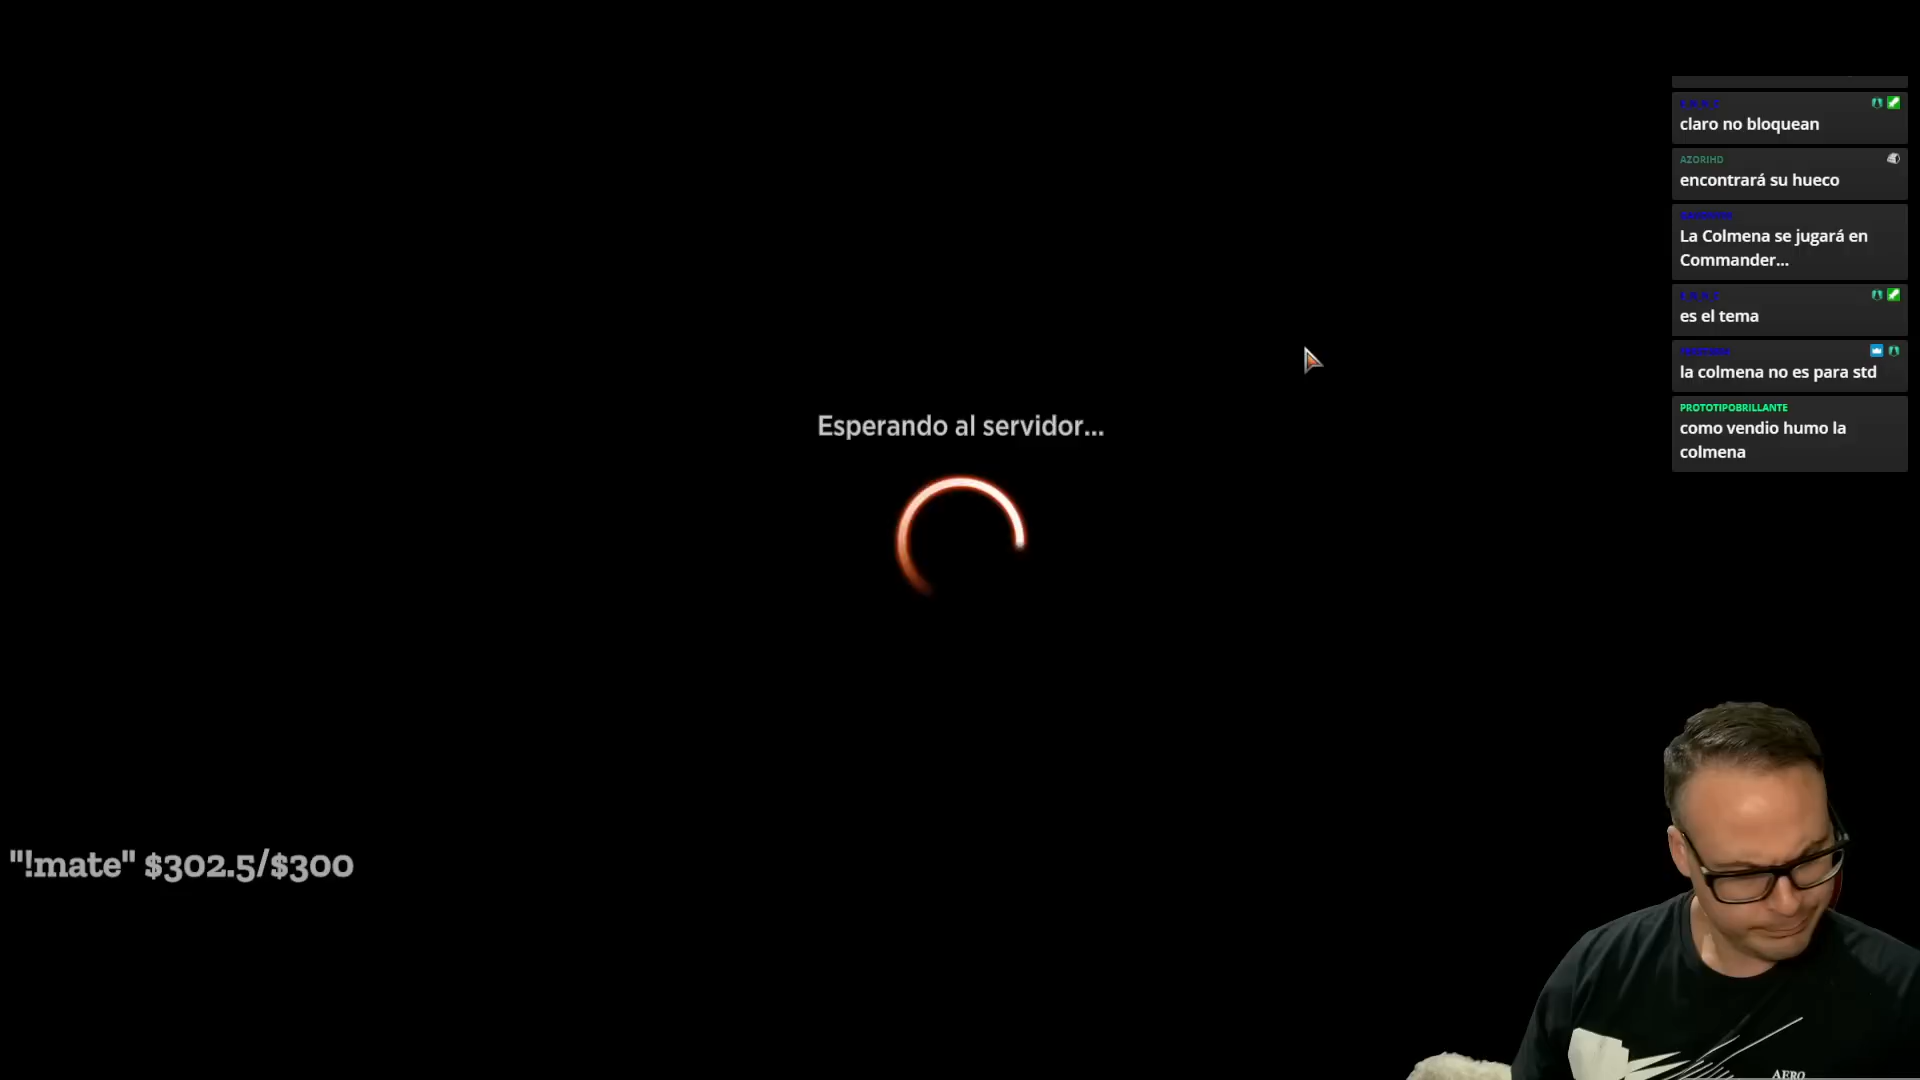 claro no bloquean
AZORIHD
encontrará su hueco
La Colmena se jugará en
Commander...
es el tema
la colmena no es para std
PROTOTIPOBRILLANTE
como vendio humo la
colmena
Esperando al servidor...
"!mate" $302.5/$300
AERO